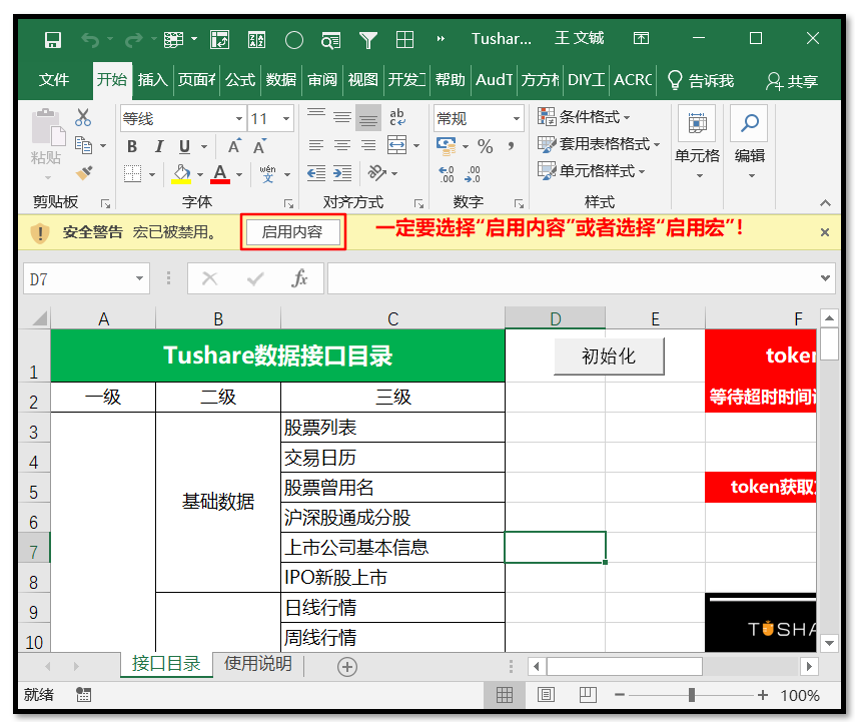 Tushar... 王 文铖
文件 开始 插入 页面布 公式 数据 审阅 视图 开发工 帮助 AudT 方方格 DIY工 ACRO 告诉我 共享
等线 11 常规 条件格式
粘贴 B I U A A % , 套用表格格式 单元格 编辑
A wén 文 .00 .00 单元格样式
剪贴板 字体 对齐方式 数字 样式
安全警告 宏已被禁用。 启用内容 一定要选择“启用内容”或者选择“启用宏”！
D7 fx
A B C D E F
1 Tushare数据接口目录 初始化 token
2 一级 二级 三级 等待超时时间
3 股票列表
4 交易日历
5 股票曾用名 token获取
基础数据
6 沪深股通成分股
7 上市公司基本信息
8 IPO新股上市
9 日线行情
10 周线行情 TUSHA
接口目录 使用说明
就绪 100%